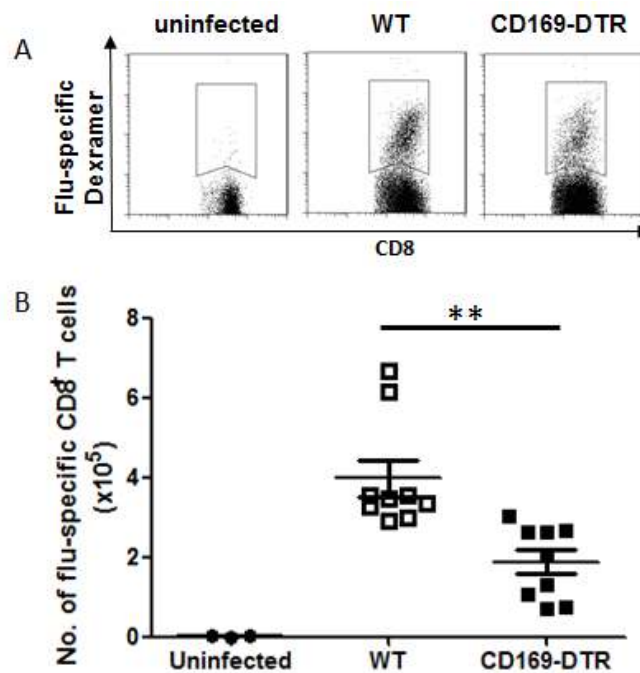 uninfected WT CD169-DTR
A
Flu-specific
Dexramer
CD8
B
No. of flu-specific CD8+ T cells
(x10^5)
8
**
6
4
2
0
Uninfected WT CD169-DTR